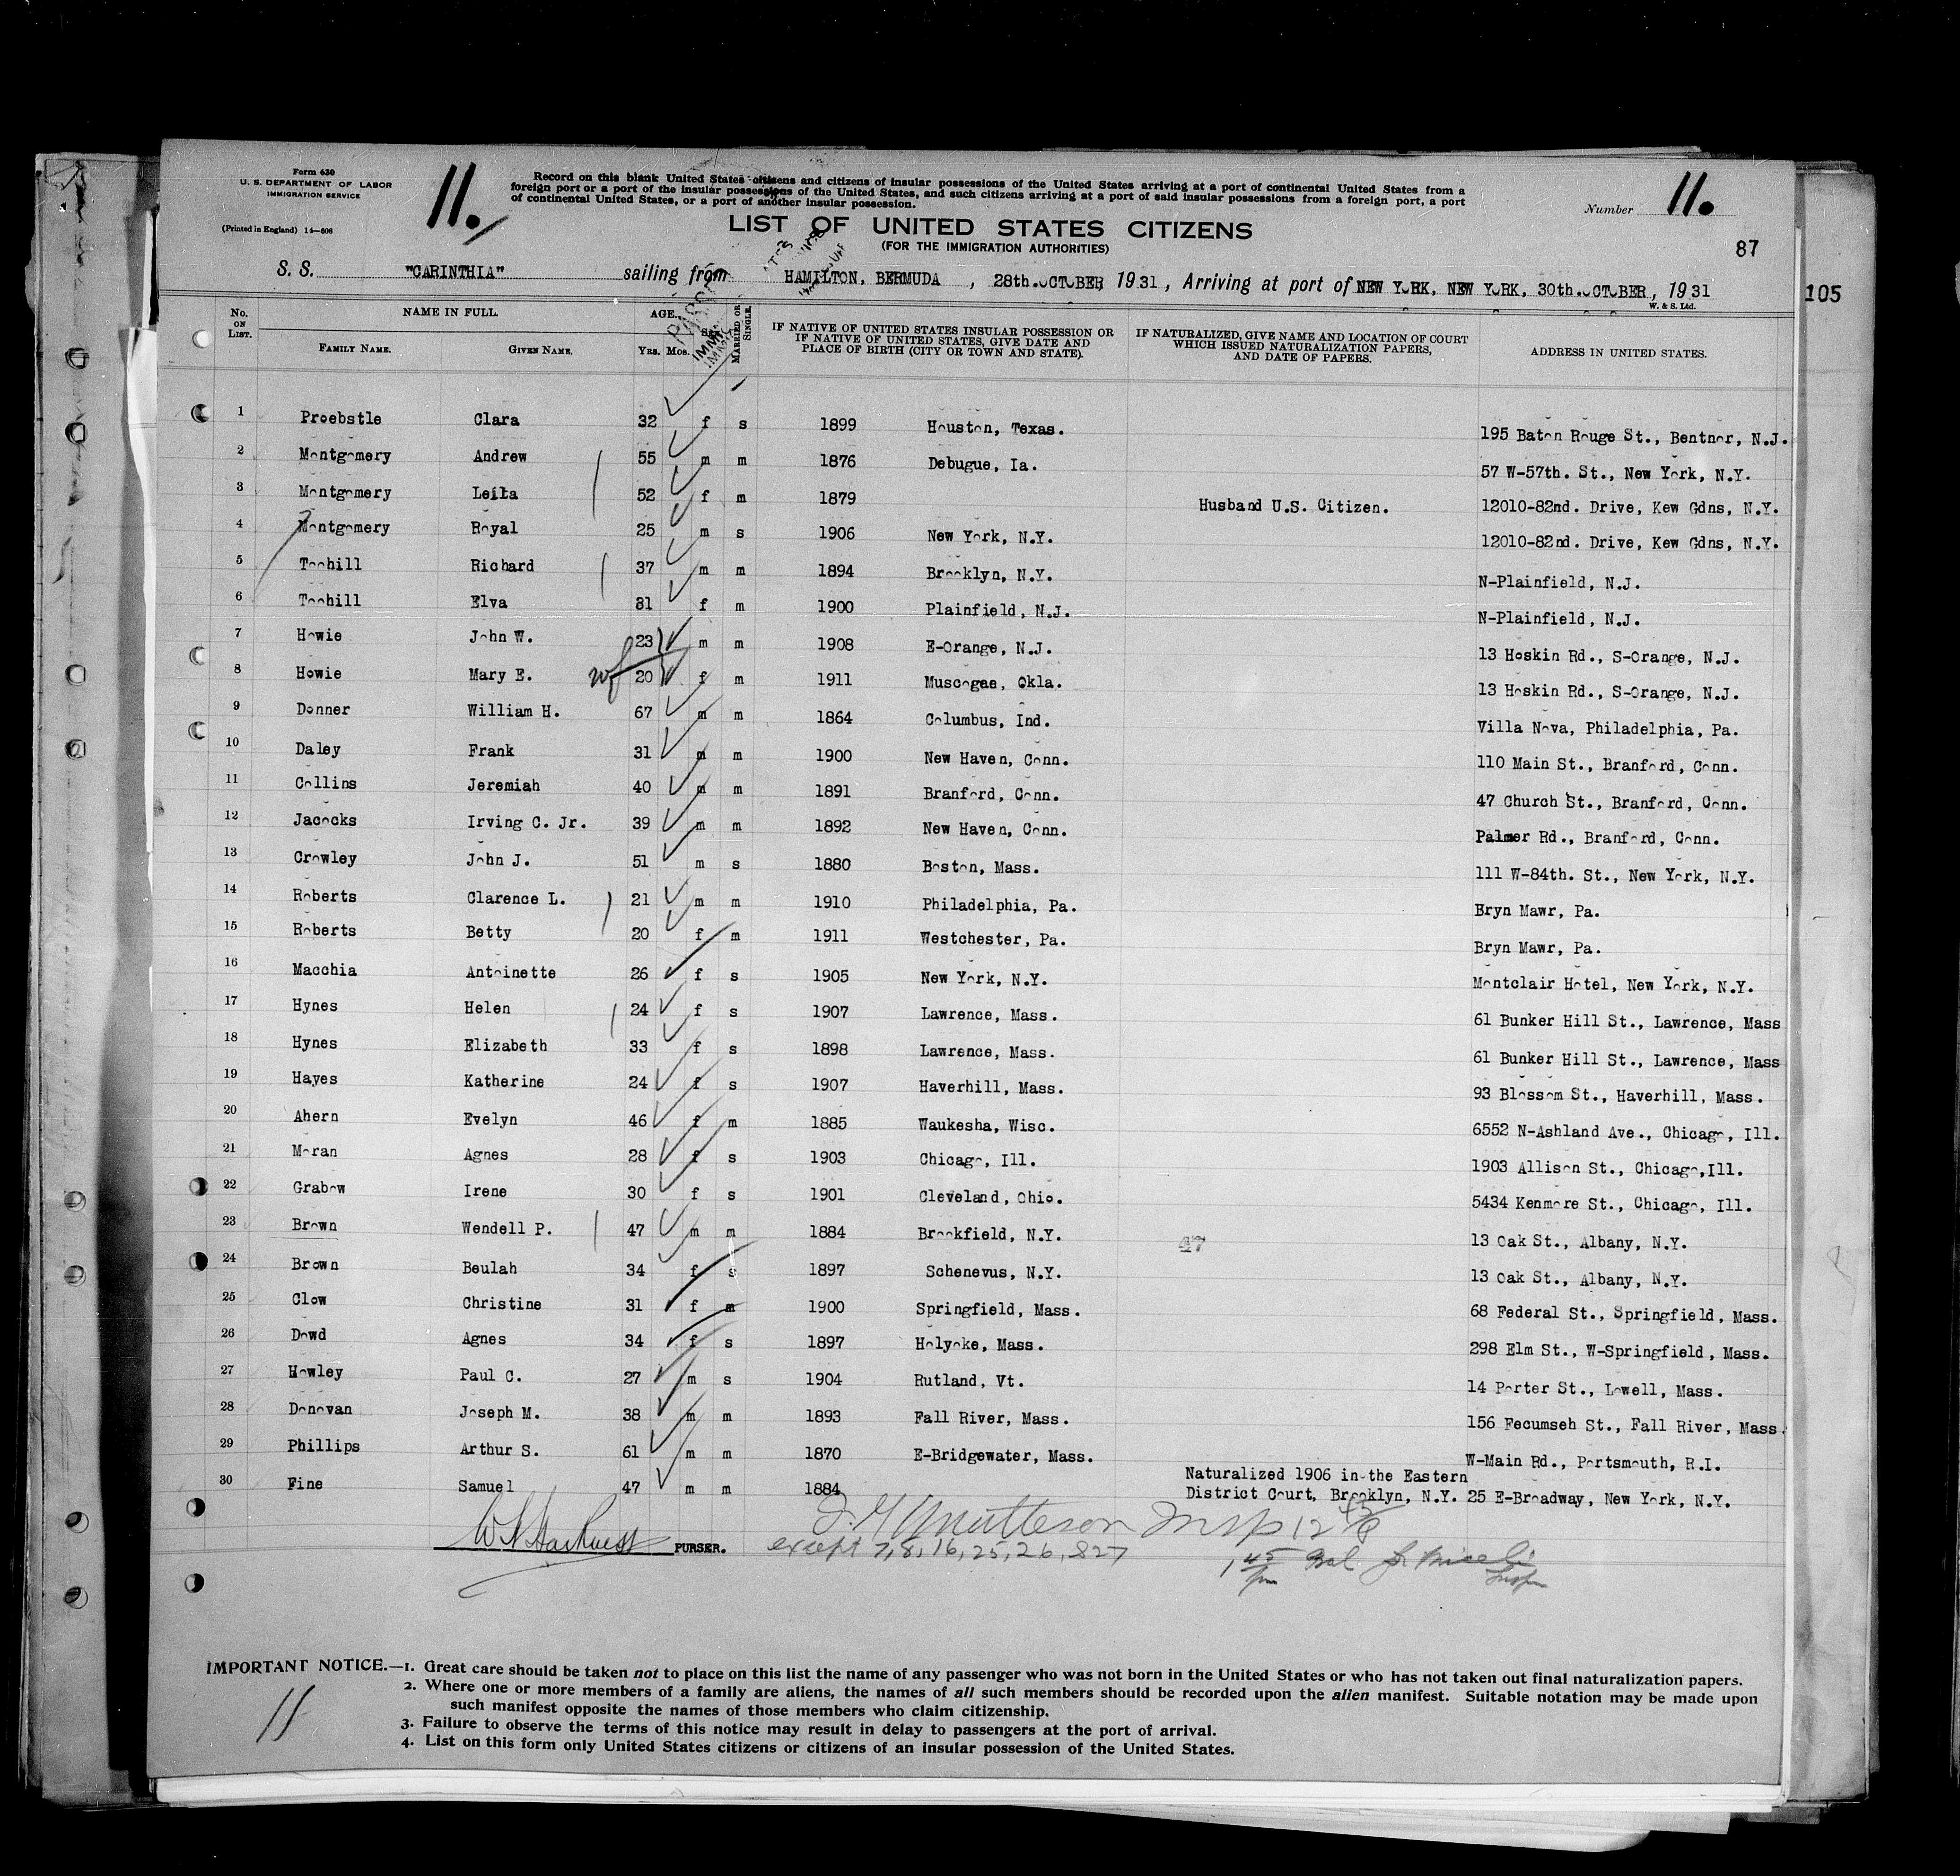 Form 630
U. S. DEPARTMENT OF LABOR
IMMIGRATION SERVICE
(Printed in England) 14—608
11.
Record on this blank United States citizens and citizens of insular possessions of the United States arriving at a port of continental United States from a
foreign port or a port of the insular possessions of the United States, and such citizens arriving at a port of said insular possessions from a foreign port, a port
of continental United States, or a port of another insular possession.
Number 11.
LIST OF UNITED STATES CITIZENS
(FOR THE IMMIGRATION AUTHORITIES)
87
S. S. "CARINTHIA" sailing from HAMILTON, BERMUDA, 28th. OCTOBER 1931, Arriving at port of NEW YORK, NEW YORK, 30th. OCTOBER, 1931
105
W. & S. Ltd.
No. ON LIST. NAME IN FULL. FAMILY NAME. GIVEN NAME. AGE. Yrs. Mos. MARRIED OR SINGLE. IF NATIVE OF UNITED STATES INSULAR POSSESSION OR IF NATIVE OF UNITED STATES, GIVE DATE AND PLACE OF BIRTH (CITY OR TOWN AND STATE). IF NATURALIZED, GIVE NAME AND LOCATION OF COURT WHICH ISSUED NATURALIZATION PAPERS, AND DATE OF PAPERS. ADDRESS IN UNITED STATES.
1 Proebstle Clara 32 f s 1899 Houston, Texas. 195 Baton Rouge St., Bentnor, N.J.
2 Montgomery Andrew 55 m m 1876 Debugue, Ia. 57 W-57th. St., New York, N.Y.
3 Montgomery Leila 52 f m 1879 Husband U.S. Citizen. 12010-82nd. Drive, Kew Gdns, N.Y.
4 Montgomery Royal 25 m s 1906 New York, N.Y. 12010-82nd. Drive, Kew Gdns, N.Y.
5 Toohill Richard 37 m m 1894 Brooklyn, N.Y. N-Plainfield, N.J.
6 Toohill Elva 31 f m 1900 Plainfield, N.J. N-Plainfield, N.J.
7 Howie John W. 23 m m 1908 E-Orange, N.J. 13 Hoskin Rd., S-Orange, N.J.
8 Howie Mary E. wf 20 f m 1911 Muscogee, Okla. 13 Hoskin Rd., S-Orange, N.J.
9 Donner William H. 67 m m 1864 Columbus, Ind. Villa Nova, Philadelphia, Pa.
10 Daley Frank 31 m m 1900 New Haven, Conn. 110 Main St., Branford, Conn.
11 Collins Jeremiah 40 m m 1891 Branford, Conn. 47 Church St., Branford, Conn.
12 Jacocks Irving C. Jr. 39 m m 1892 New Haven, Conn. Palmer Rd., Branford, Conn.
13 Crowley John J. 51 m s 1880 Boston, Mass. 111 W-84th. St., New York, N.Y.
14 Roberts Clarence L. 21 m m 1910 Philadelphia, Pa. Bryn Mawr, Pa.
15 Roberts Betty 20 f m 1911 Westchester, Pa. Bryn Mawr, Pa.
16 Macchia Antoinette 26 f s 1905 New York, N.Y. Montclair Hotel, New York, N.Y.
17 Hynes Helen 24 f s 1907 Lawrence, Mass. 61 Bunker Hill St., Lawrence, Mass
18 Hynes Elizabeth 33 f s 1898 Lawrence, Mass. 61 Bunker Hill St., Lawrence, Mass
19 Hayes Katherine 24 f s 1907 Haverhill, Mass. 93 Blossom St., Haverhill, Mass.
20 Ahern Evelyn 46 f m 1885 Waukesha, Wisc. 6552 N-Ashland Ave., Chicago, Ill.
21 Moran Agnes 28 f s 1903 Chicago, Ill. 1903 Allison St., Chicago, Ill.
22 Grabow Irene 30 f s 1901 Cleveland, Ohio. 5434 Kenmore St., Chicago, Ill.
23 Brown Wendell P. 47 m m 1884 Brookfield, N.Y. 47 13 Oak St., Albany, N.Y.
24 Brown Beulah 34 f s 1897 Schenevus, N.Y. 13 Oak St., Albany, N.Y.
25 Clow Christine 31 f m 1900 Springfield, Mass. 68 Federal St., Springfield, Mass.
26 Dowd Agnes 34 f s 1897 Holyoke, Mass. 298 Elm St., W-Springfield, Mass.
27 Howley Paul C. 27 m s 1904 Rutland, Vt. 14 Porter St., Lowell, Mass.
28 Donovan Joseph M. 38 m m 1893 Fall River, Mass. 156 Fecumseh St., Fall River, Mass.
29 Phillips Arthur S. 61 m m 1870 E-Bridgewater, Mass. W-Main Rd., Portsmouth, R.I.
30 Fine Samuel 47 m m 1884 Naturalized 1906 in the Eastern District Court, Brooklyn, N.Y. 25 E-Broadway, New York, N.Y.
PURSER.
Matteson Insp
except 7, 8, 16, 25, 26, & 27
IMPORTANT NOTICE.—1. Great care should be taken not to place on this list the name of any passenger who was not born in the United States or who has not taken out final naturalization papers.
2. Where one or more members of a family are aliens, the names of all such members should be recorded upon the alien manifest. Suitable notation may be made upon
such manifest opposite the names of those members who claim citizenship.
3. Failure to observe the terms of this notice may result in delay to passengers at the port of arrival.
4. List on this form only United States citizens or citizens of an insular possession of the United States.
11